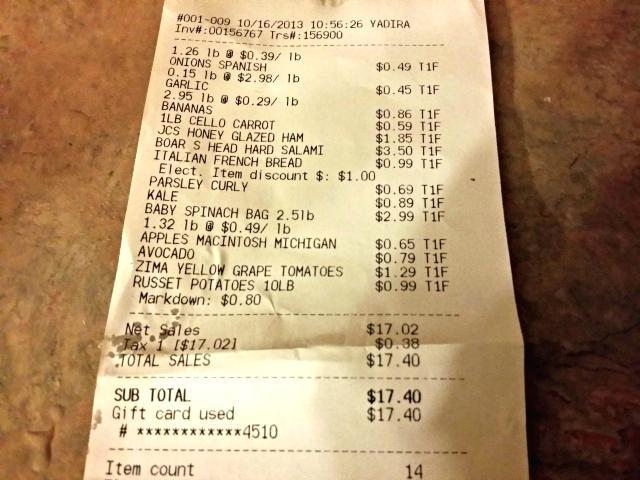 #001-009 10/16/2013 10:56:26 YADIRA
Inv#:00156767 Trs#:156900
1.26 lb @ $0.39/ lb
ONIONS SPANISH $0.49 T1F
0.15 lb @ $2.98/ lb
GARLIC $0.45 T1F
2.95 lb @ $0.29/ lb
BANANAS $0.86 T1F
1LB CELLO CARROT $0.59 T1F
JCS HONEY GLAZED HAM $1.85 T1F
BOAR S HEAD HARD SALAMI $3.50 T1F
ITALIAN FRENCH BREAD $0.99 T1F
Elect. Item discount $: $1.00
PARSLEY CURLY $0.69 T1F
KALE $0.89 T1F
BABY SPINACH BAG 2.5lb $2.99 T1F
1.32 lb @ $0.49/ lb
APPLES MACINTOSH MICHIGAN $0.65 T1F
AVOCADO $0.79 T1F
ZIMA YELLOW GRAPE TOMATOES $1.29 T1F
RUSSET POTATOES 10LB $0.99 T1F
Markdown: $0.80
Net Sales $17.02
Tax 1 [$17.02] $0.38
TOTAL SALES $17.40
SUB TOTAL $17.40
Gift card used $17.40
# ************4510
Item count 14